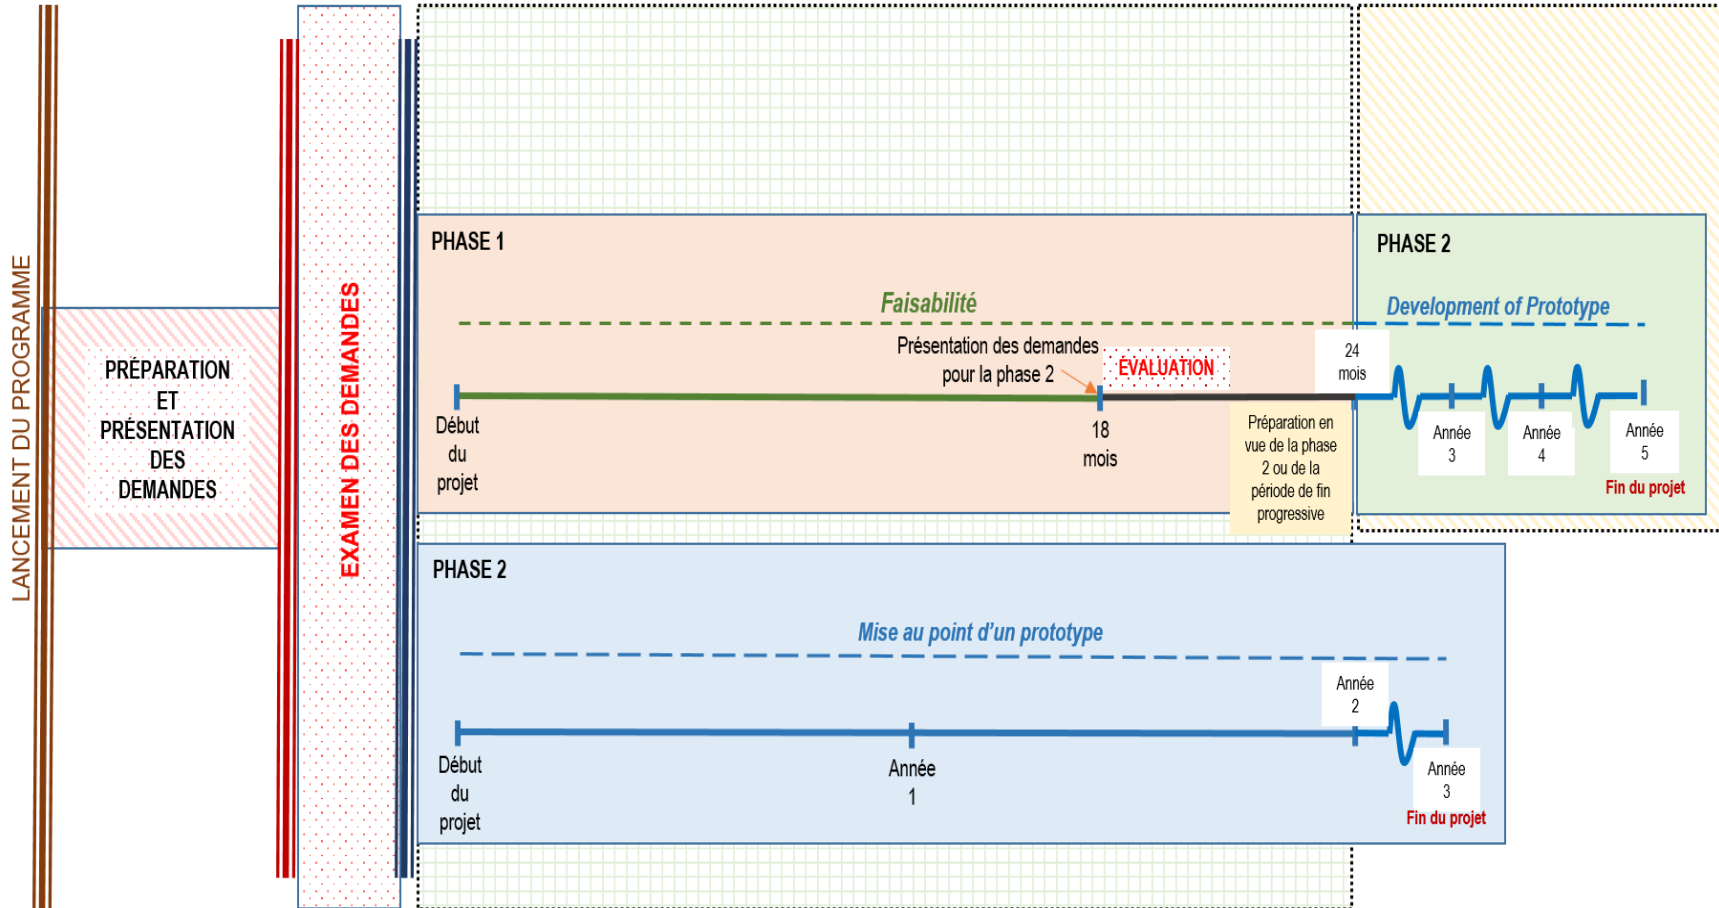 LANCEMENT DU PROGRAMME
PRÉPARATION
ET
PRÉSENTATION
DES
DEMANDES
EXAMEN DES DEMANDES
PHASE 1
Faisabilité
Présentation des demandes
pour la phase 2
ÉVALUATION
Début
du
projet
18
mois
24
mois
Préparation en
vue de la phase
2 ou de la
période de fin
progressive
PHASE 2
Development of Prototype
Année
3
Année
4
Année
5
Fin du projet
PHASE 2
Mise au point d'un prototype
Début
du
projet
Année
1
Année
2
Année
3
Fin du projet